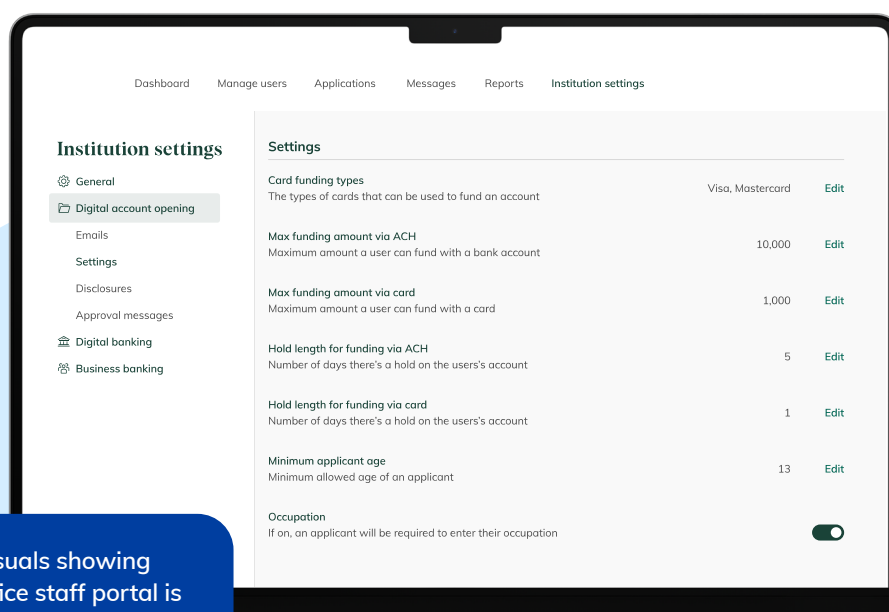 Dashboard Manage users Applications Messages Reports Institution settings
Institution settings
General
Digital account opening
Emails
Settings
Disclosures
Approval messages
Digital banking
Business banking
Settings
Card funding types
The types of cards that can be used to fund an account
Visa, Mastercard Edit
Max funding amount via ACH
Maximum amount a user can fund with a bank account
10,000 Edit
Max funding amount via card
Maximum amount a user can fund with a card
1,000 Edit
Hold length for funding via ACH
Number of days there's a hold on the users's account
5 Edit
Hold length for funding via card
Number of days there's a hold on the users's account
1 Edit
Minimum applicant age
Minimum allowed age of an applicant
13 Edit
Occupation
If on, an applicant will be required to enter their occupation
showing
staff portal is